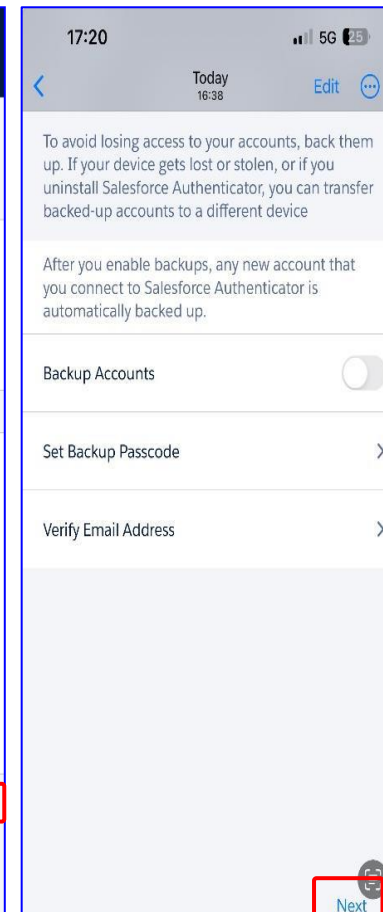 17:20
5G 25
Today
16:38
Edit
To avoid losing access to your accounts, back them
up. If your device gets lost or stolen, or if you
uninstall Salesforce Authenticator, you can transfer
backed-up accounts to a different device
After you enable backups, any new account that
you connect to Salesforce Authenticator is
automatically backed up.
Backup Accounts
Set Backup Passcode
Verify Email Address
Next